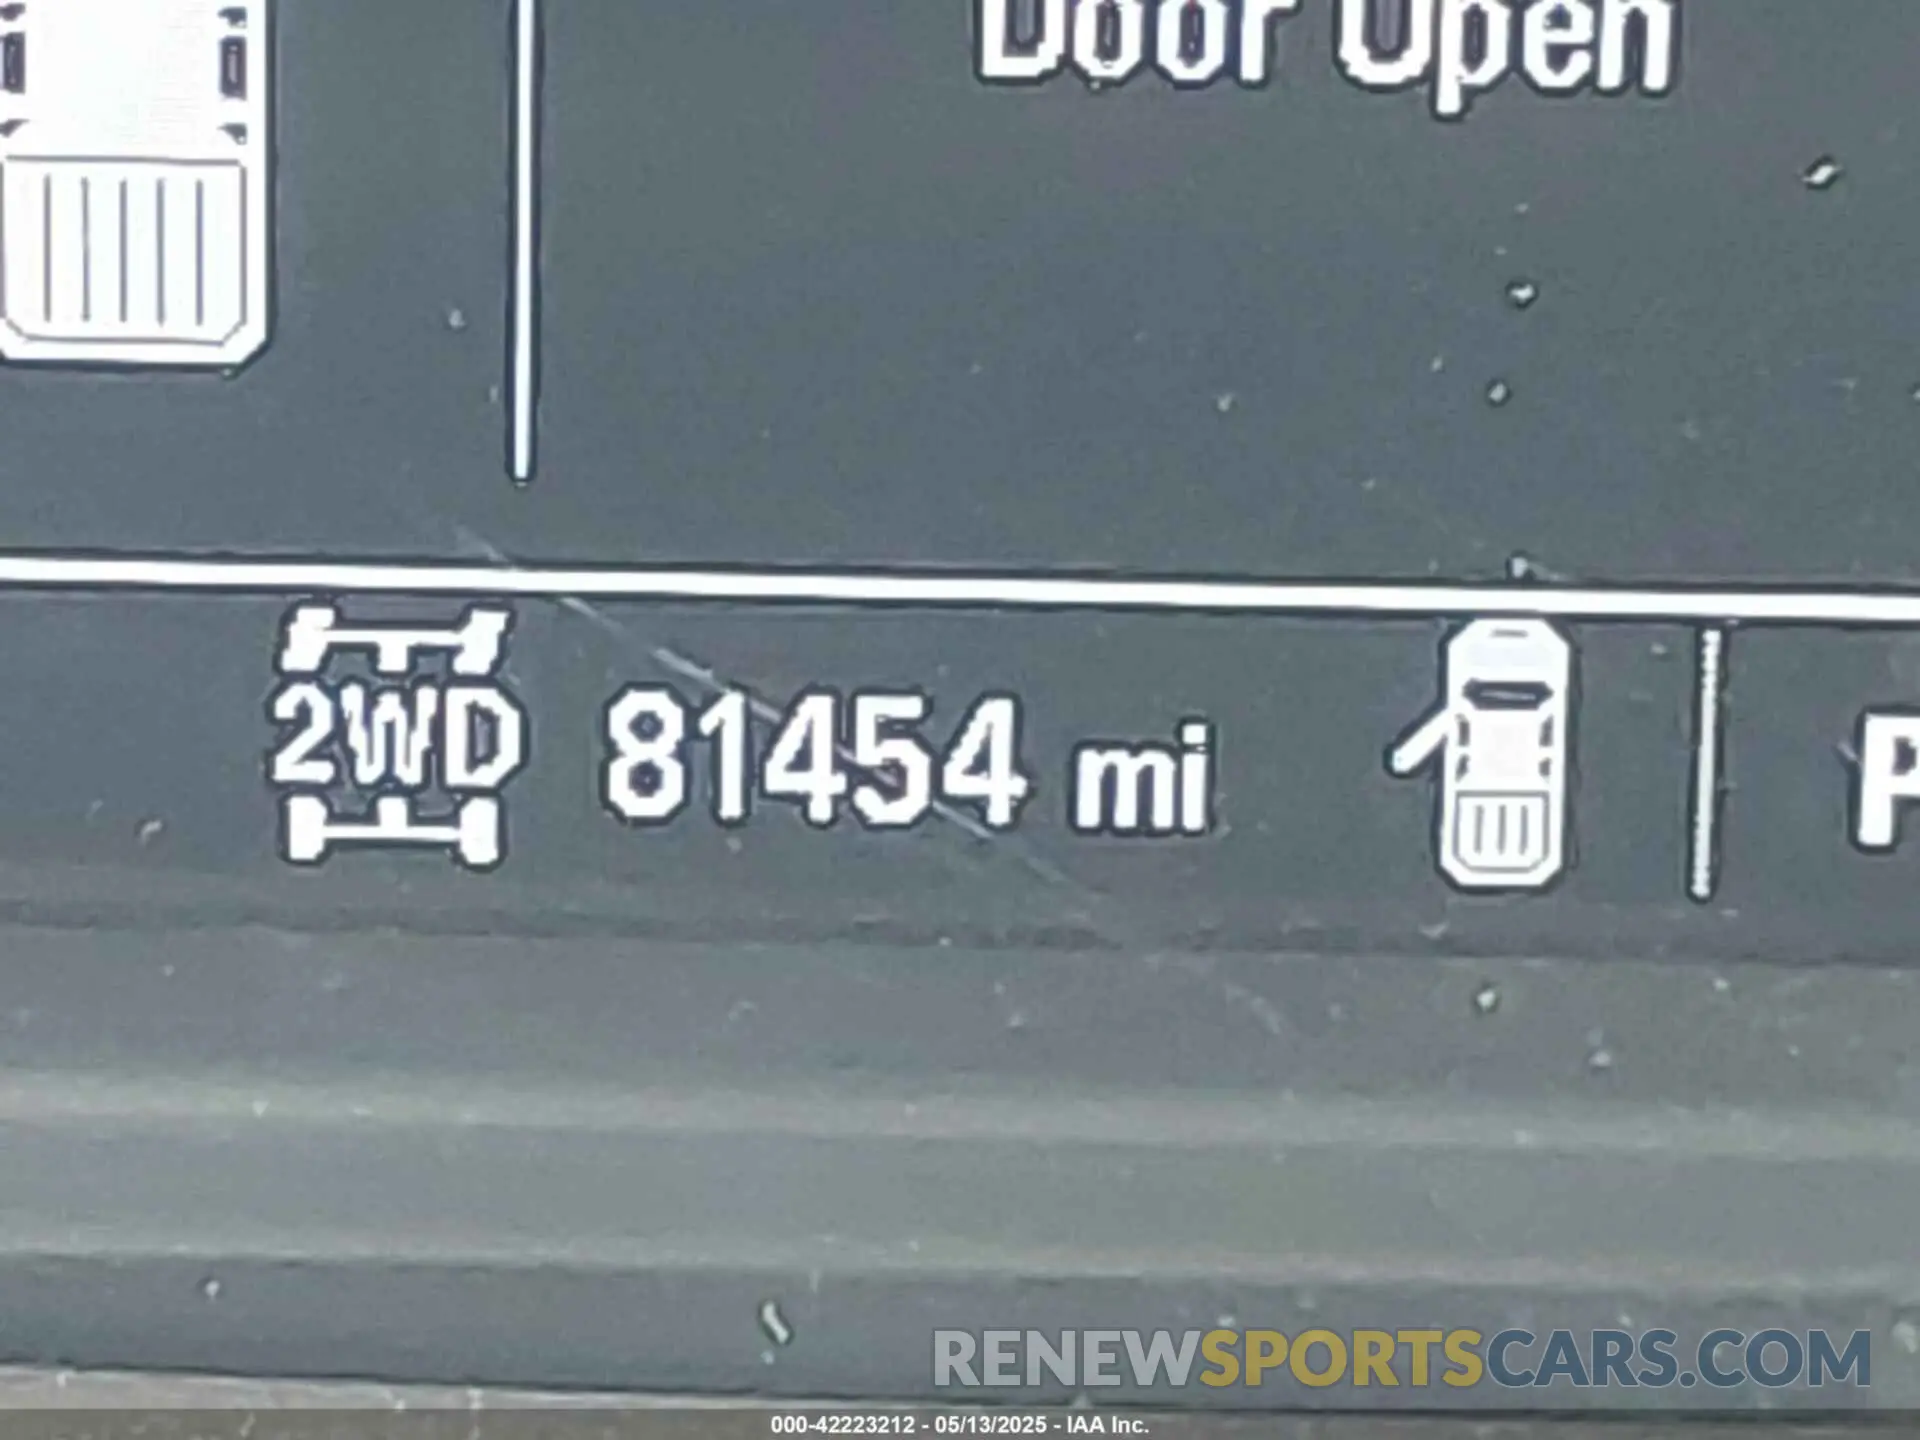 Door Open
2WD 81454 mi P
RENEWSPORTSCARS.COM
000-42223212 - 05/13/2025 - IAA Inc.